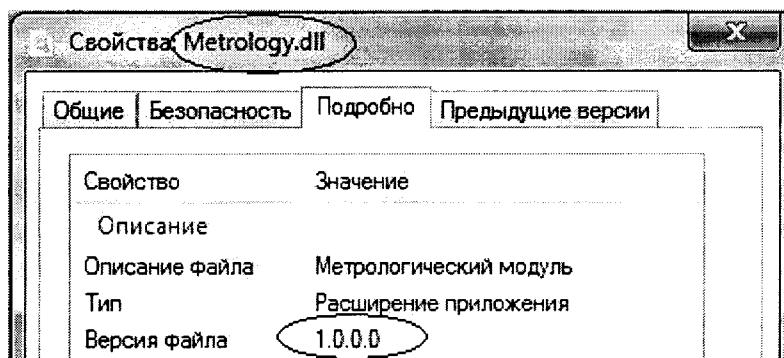 Свойства: Metrology.dll
Общие Безопасность Подробно Предыдущие версии
Свойство Значение
Описание
Описание файла Метрологический модуль
Тип Расширение приложения
Версия файла 1.0.0.0